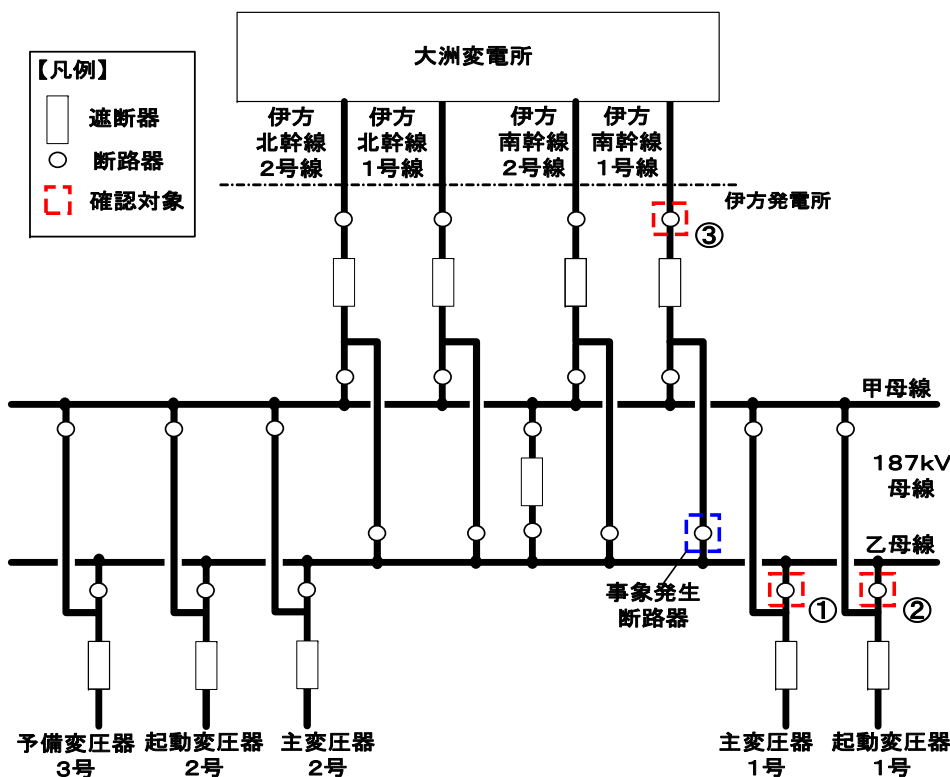 大洲変電所
【凡例】
遮断器
断路器
確認対象
伊方
北幹線
2号線
伊方
北幹線
1号線
伊方
南幹線
2号線
伊方
南幹線
1号線
伊方発電所
③
甲母線
187kV
母線
乙母線
事象発生
断路器
①
②
予備変圧器
3号
起動変圧器
2号
主変圧器
2号
主変圧器
1号
起動変圧器
1号